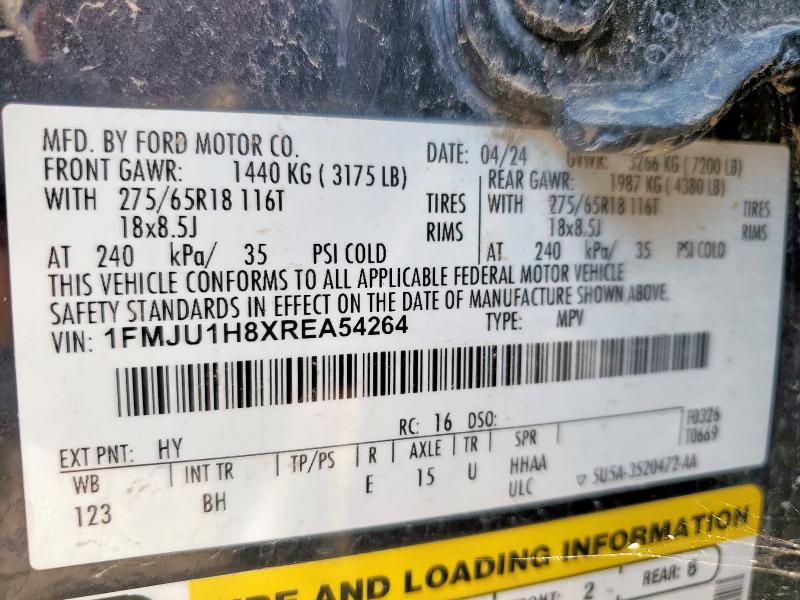 MFD. BY FORD MOTOR CO.
DATE: 04/24 GVWR: 3266 KG ( 7200 LB)
FRONT GAWR: 1440 KG ( 3175 LB)
REAR GAWR: 1987 KG ( 4380 LB)
WITH 275/65R18 116T TIRES
WITH 275/65R18 116T TIRES
18x8.5J RIMS
18x8.5J RIMS
AT 240 kPa/ 35 PSI COLD
AT 240 kPa/ 35 PSI COLD
THIS VEHICLE CONFORMS TO ALL APPLICABLE FEDERAL MOTOR VEHICLE
SAFETY STANDARDS IN EFFECT ON THE DATE OF MANUFACTURE SHOWN ABOVE.
VIN: 1FMJU1H8XREA54264 TYPE: MPV
EXT PNT: HY RC: 16 DSO: F0326
T0669
WB INT TR TP/PS R AXLE TR SPR
123 BH E 15 U HHAA
ULC 5U5A-3520472-AA
AND LOADING INFORMATION
2 REAR: 6